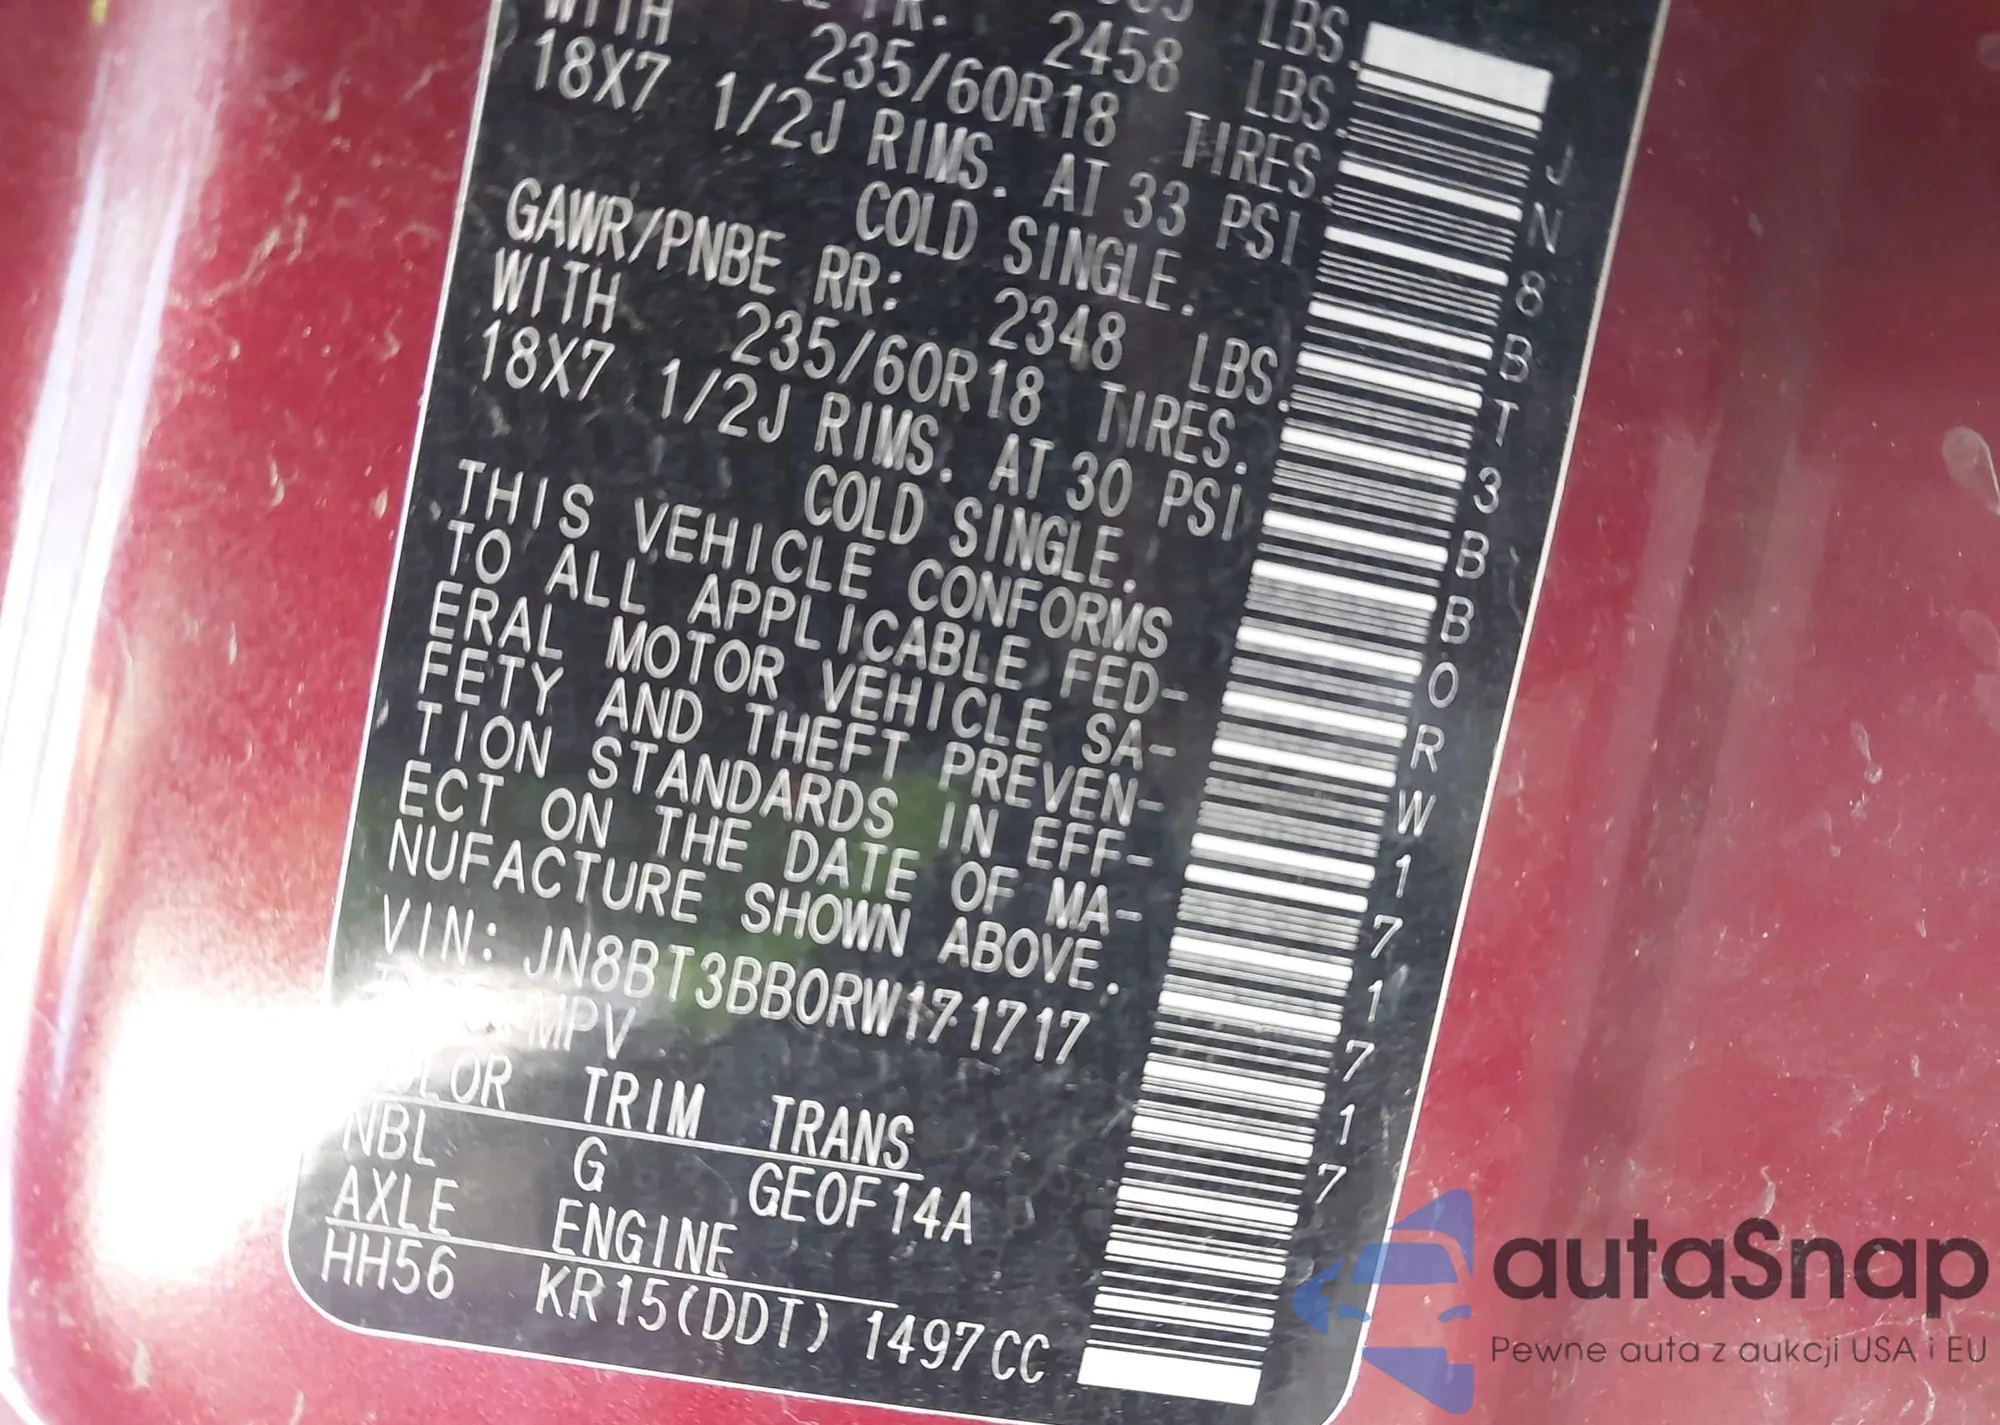 LBS.
WITH 2458 LBS.
235/60R18 TIRES.
18X7 1/2J RIMS. AT 33 PSI
COLD SINGLE.
GAWR/PNBE RR: 2348 LBS.
WITH 235/60R18 TIRES.
18X7 1/2J RIMS. AT 30 PSI
COLD SINGLE.
THIS VEHICLE CONFORMS
TO ALL APPLICABLE FED-
ERAL MOTOR VEHICLE SA-
FETY AND THEFT PREVEN-
TION STANDARDS IN EFF-
ECT ON THE DATE OF MA-
NUFACTURE SHOWN ABOVE.
VIN: JN8BT3BB0RW171717
MPV
COLOR TRIM TRANS
NBL G GE0F14A
AXLE ENGINE
HH56 KR15(DDT) 1497CC
JN8BT3BB0RW171717
autaSnap
Pewne auta z aukcji USA i EU